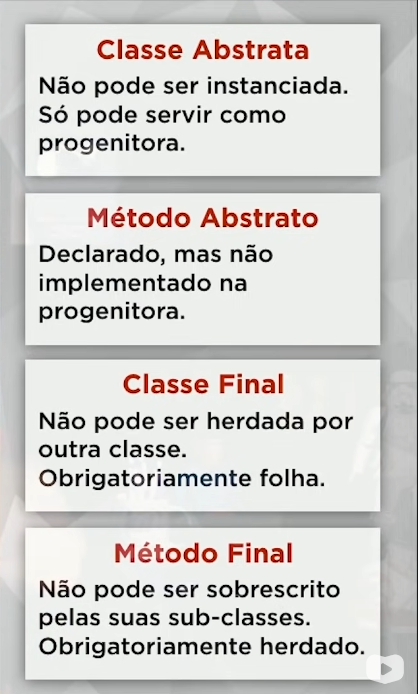 Classe Abstrata
Não pode ser instanciada.
Só pode servir como
progenitora.
Método Abstrato
Declarado, mas não
implementado na
progenitora.
Classe Final
Não pode ser herdada por
outra classe.
Obrigatoriamente folha.
Método Final
Não pode ser sobrescrito
pelas suas sub-classes.
Obrigatoriamente herdado.